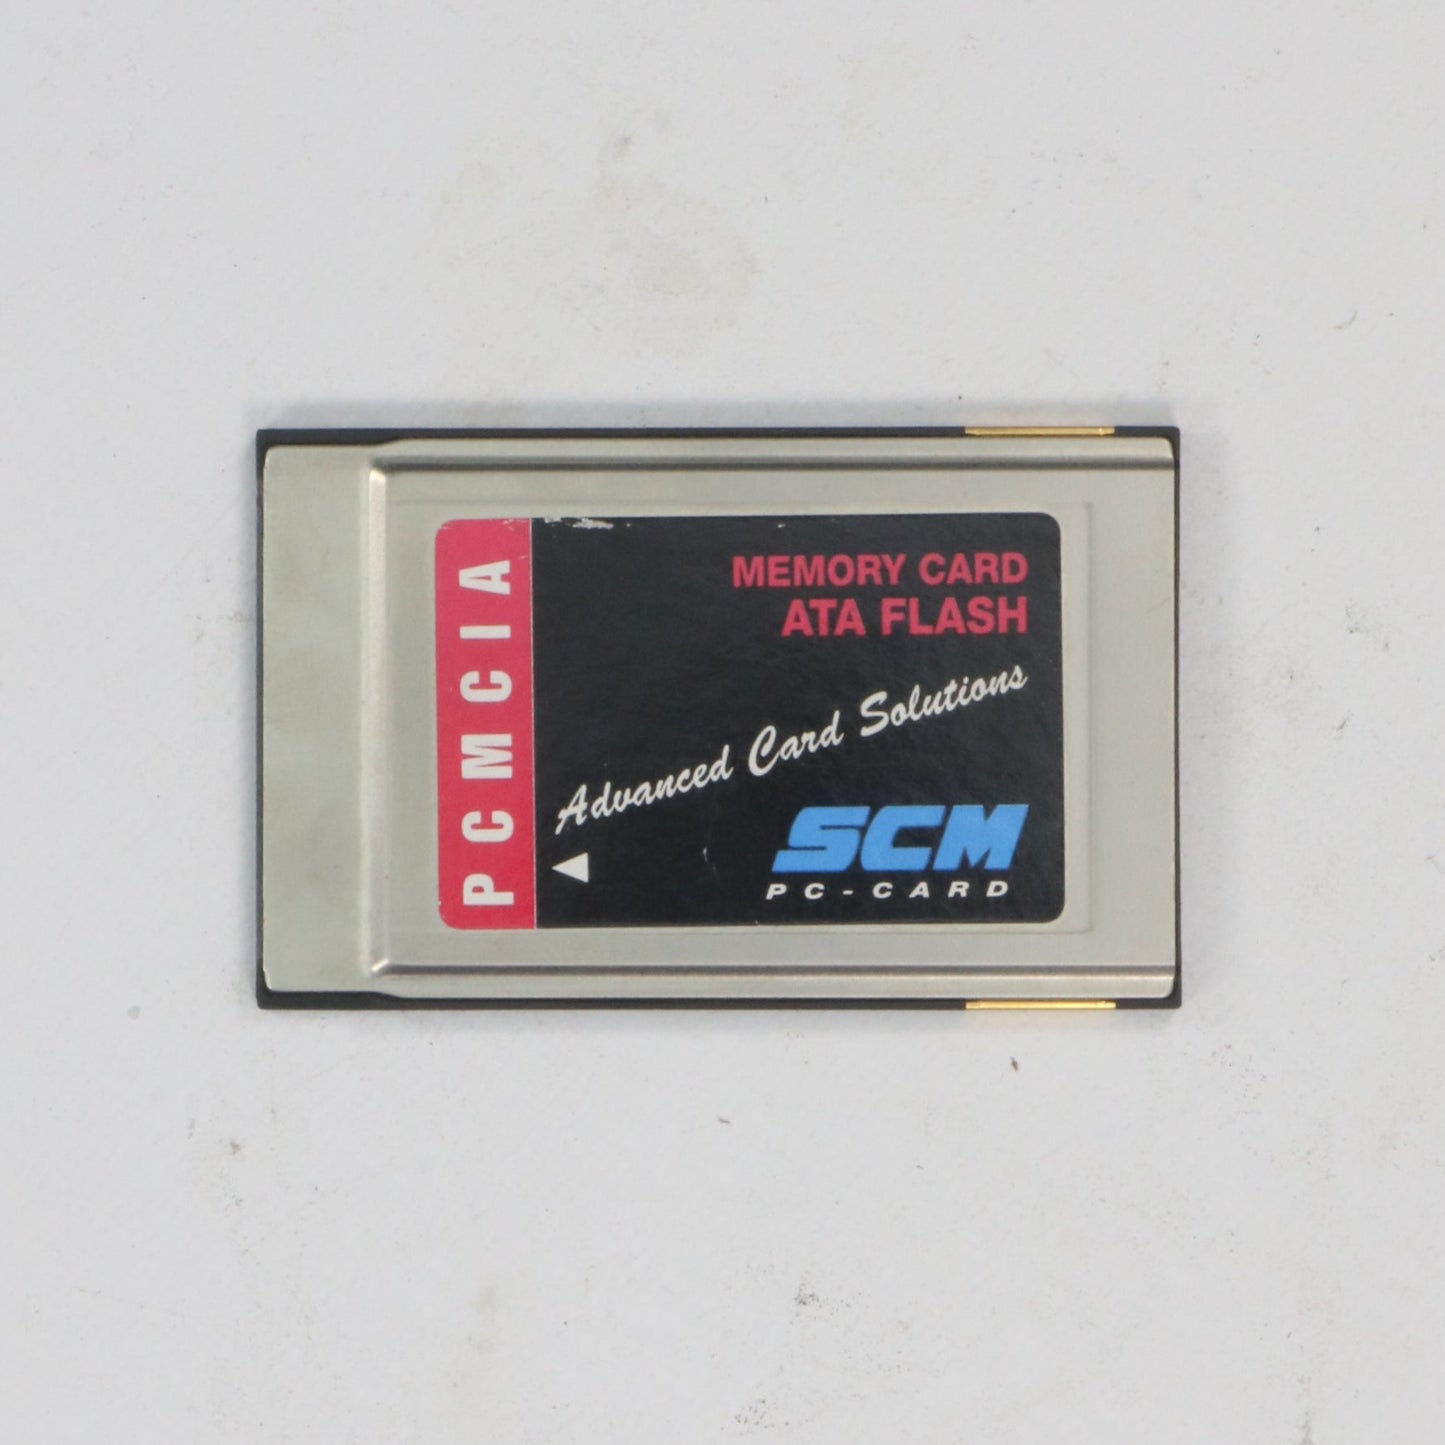 PCMCIA
MEMORY CARD
ATA FLASH
Advanced Card Solutions
SCM
PC-CARD